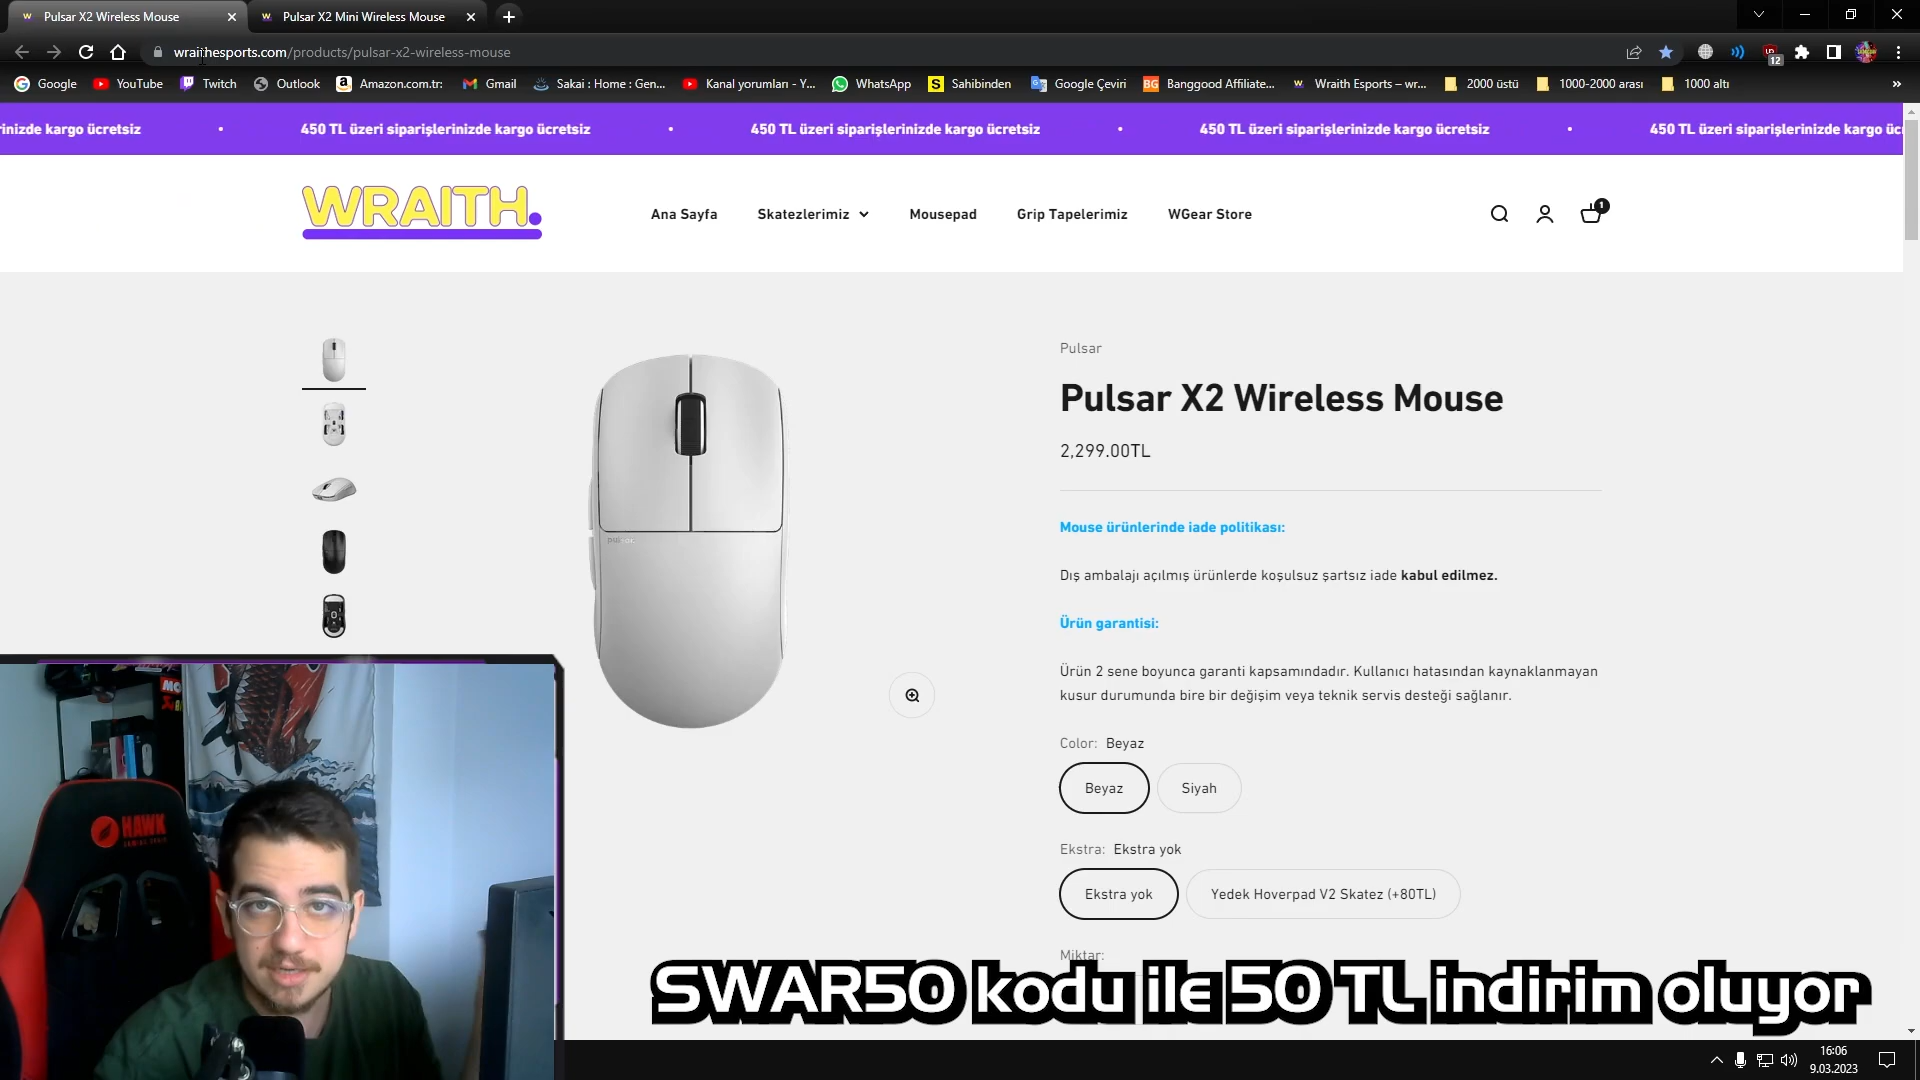 Pulsar X2 Wireless Mouse
Pulsar X2 Mini Wireless Mouse
wraithesports.com/products/pulsar-x2-wireless-mouse
12
Google
YouTube
Twitch
Outlook
Amazon.com.tr:
Gmail
Sakai : Home : Gen...
Kanal yorumları - Y...
WhatsApp
Sahibinden
Google Çeviri
Banggood Affiliate...
Wraith Esports – wr...
2000 üstü
1000-2000 arası
1000 altı
rinizde kargo ücretsiz • 450 TL üzeri siparişlerinizde kargo ücretsiz • 450 TL üzeri siparişlerinizde kargo ücretsiz • 450 TL üzeri siparişlerinizde kargo ücretsiz • 450 TL üzeri siparişlerinizde kargo üc
WRAITH.
Ana Sayfa
Skatezlerimiz
Mousepad
Grip Tapelerimiz
WGear Store
1
Pulsar
Pulsar X2 Wireless Mouse
2,299.00TL
Mouse ürünlerinde iade politikası:
Dış ambalajı açılmış ürünlerde koşulsuz şartsız iade kabul edilmez.
Ürün garantisi:
Ürün 2 sene boyunca garanti kapsamındadır. Kullanıcı hatasından kaynaklanmayan
kusur durumunda bire bir değişim veya teknik servis desteği sağlanır.
Color: Beyaz
Beyaz
Siyah
Ekstra: Ekstra yok
Ekstra yok
Yedek Hoverpad V2 Skatez (+80TL)
Miktar:
pulsar
HAWK
SWAR50 kodu ile 50 TL indirim oluyor
16:06
9.03.2023